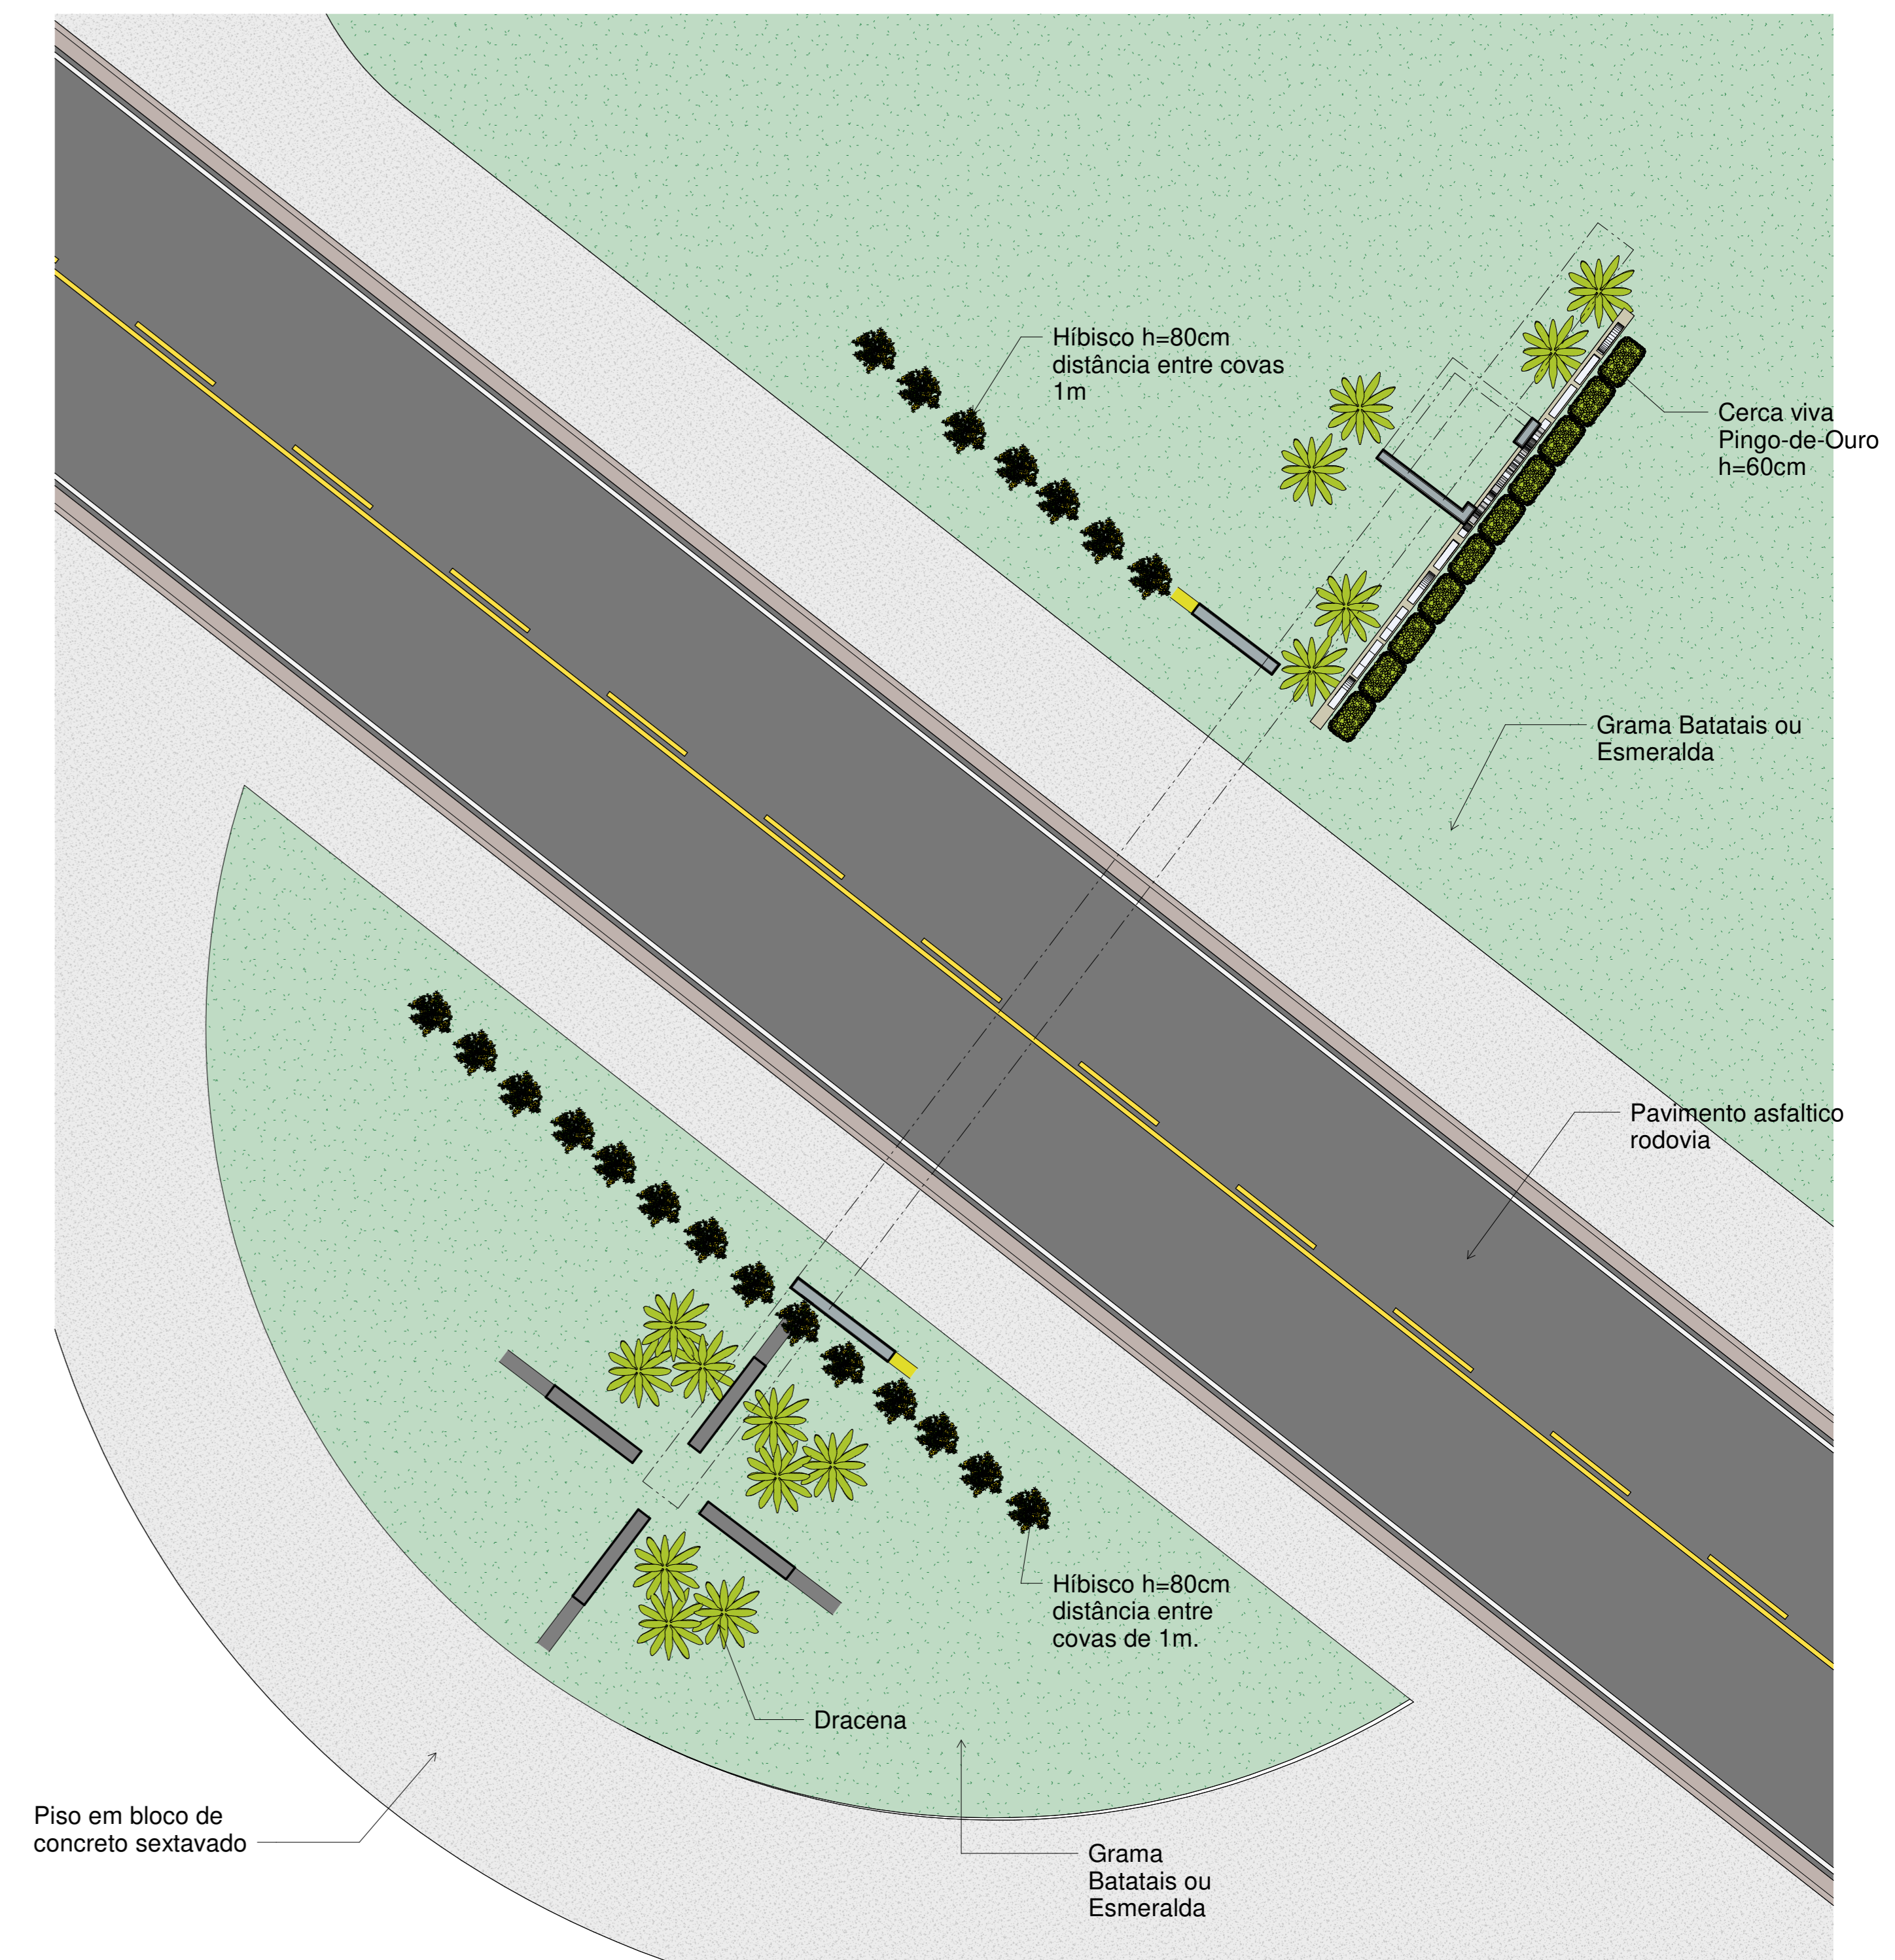 Híbisco h=80cm
distância entre covas
1m
Cerca viva
Pingo-de-Ouro
h=60cm
Grama Batatais ou
Esmeralda
Pavimento asfaltico
rodovia
Híbisco h=80cm
distância entre
covas de 1m.
Dracena
Piso em bloco de
concreto sextavado
Grama
Batatais ou
Esmeralda